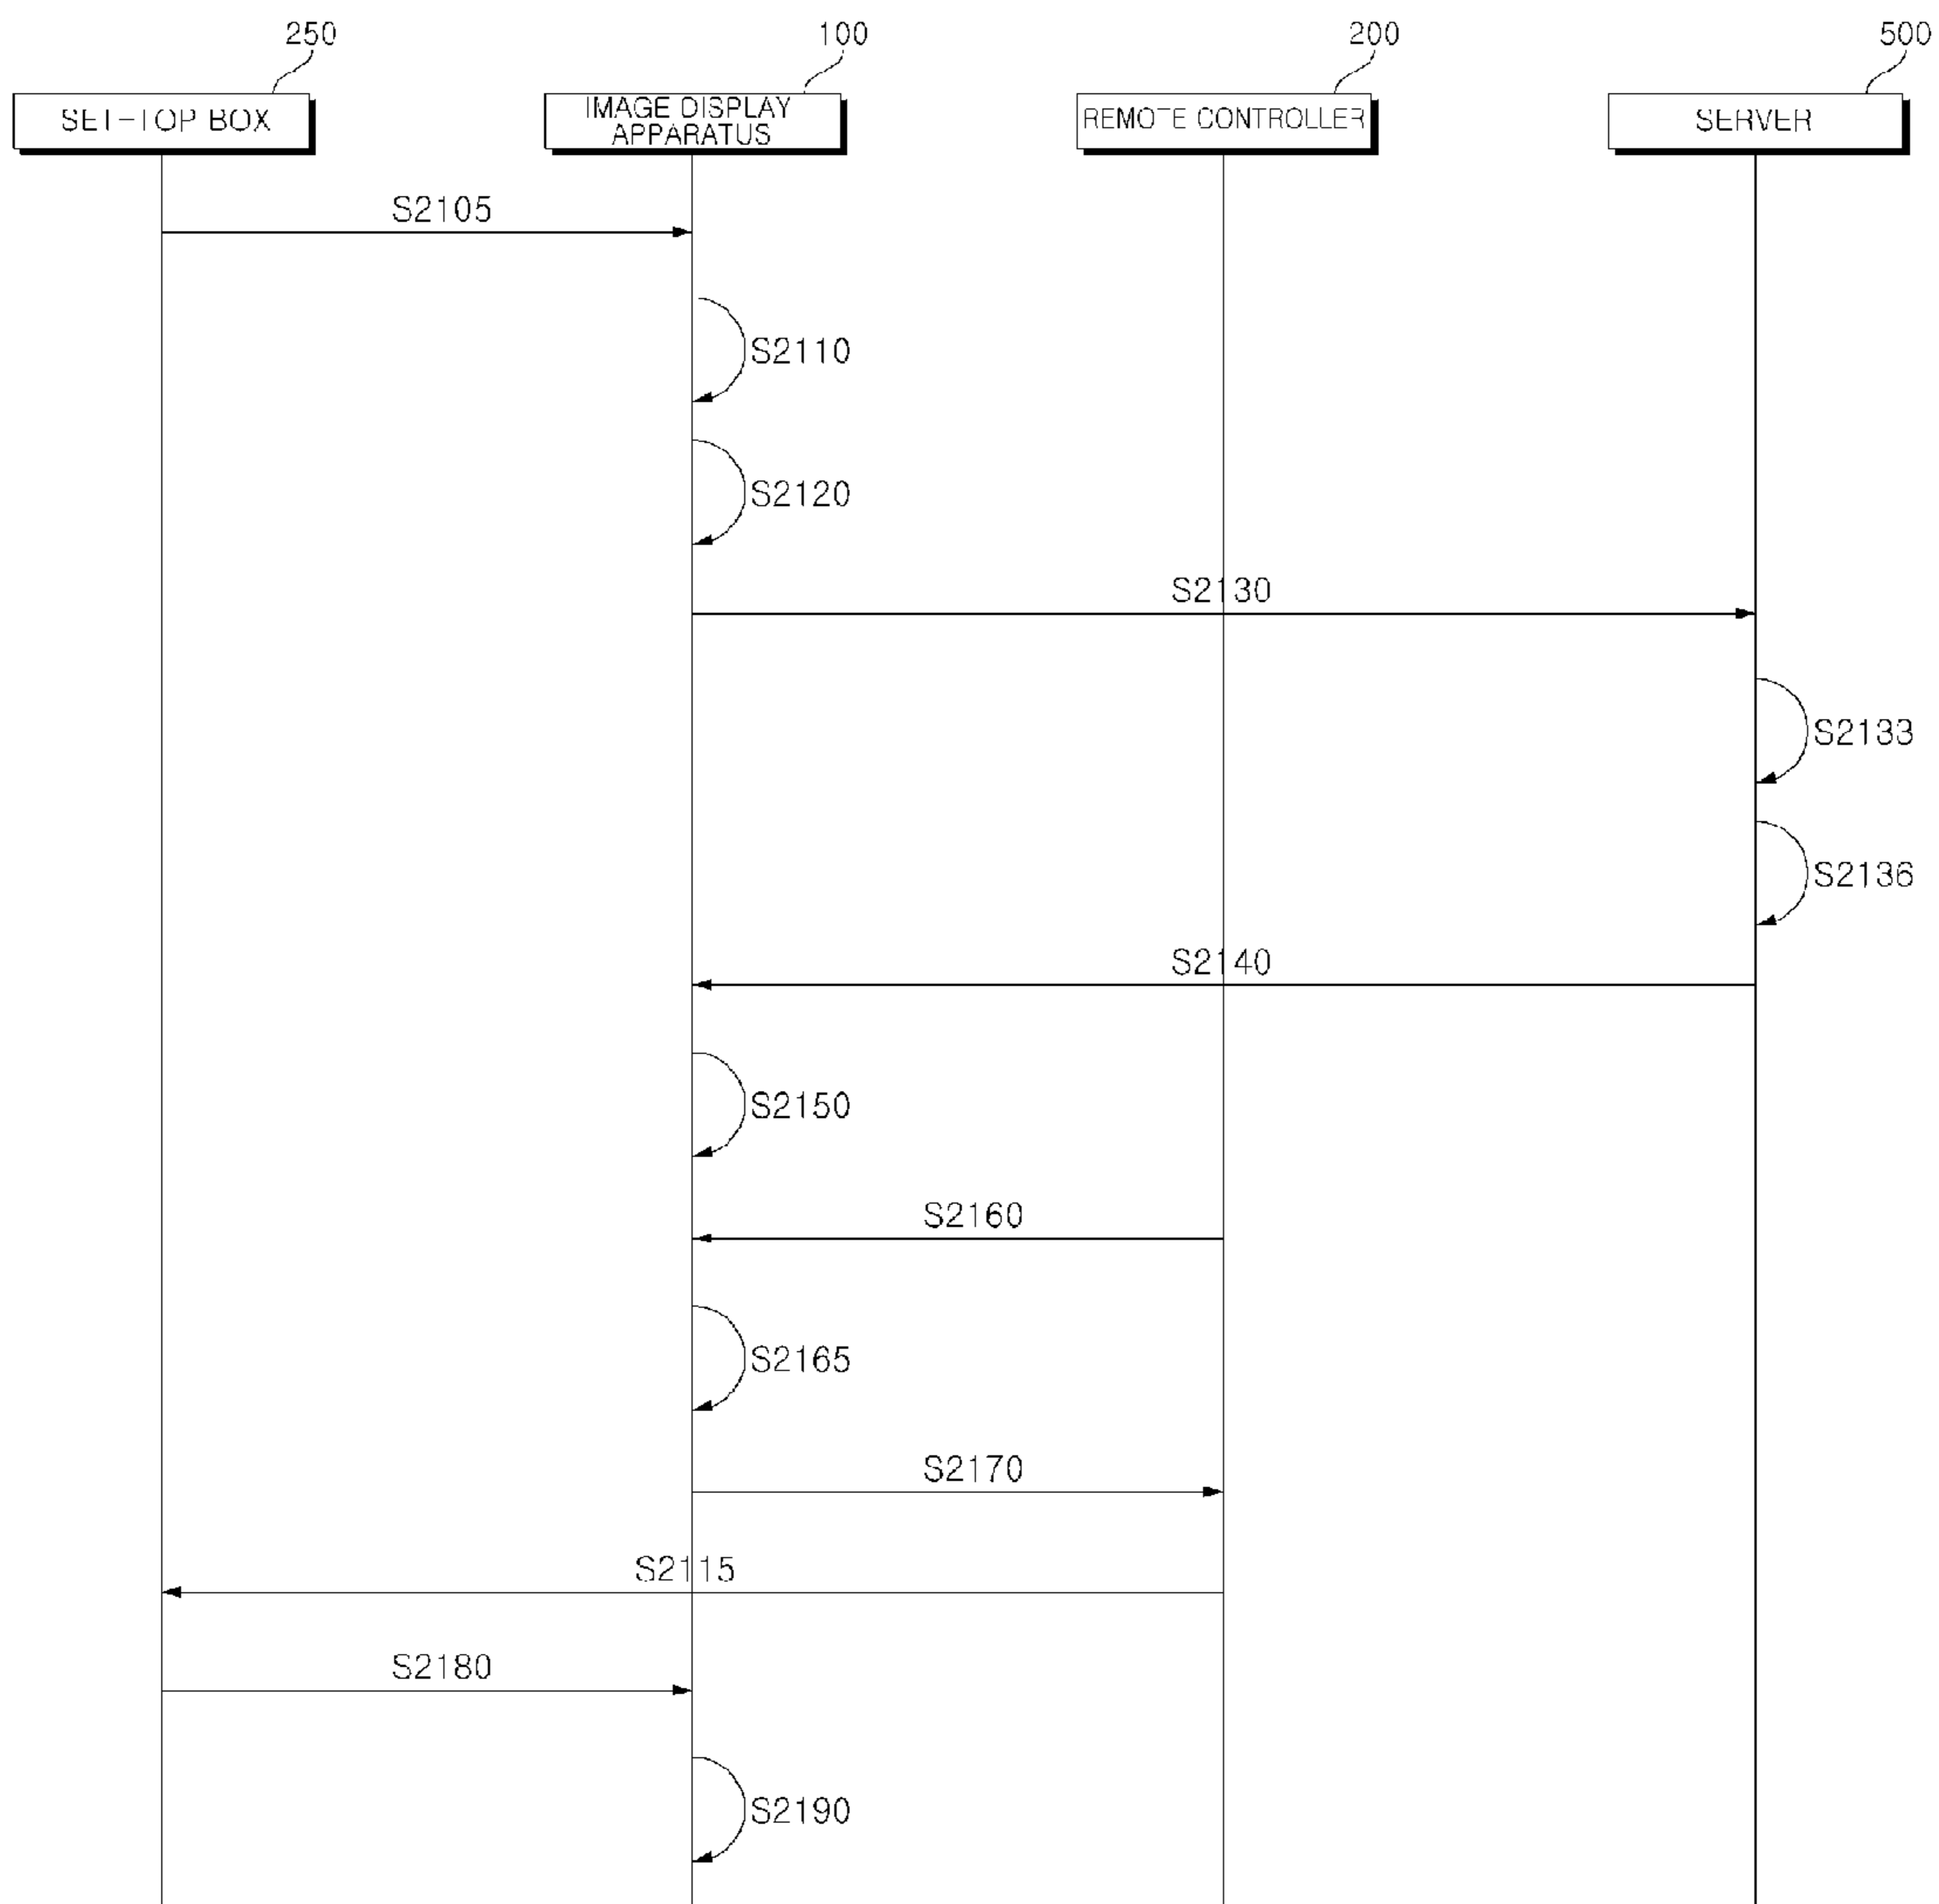 250
100
200
500
SET-TOP BOX
IMAGE DISPLAY
APPARATUS
REMOTE CONTROLLER
SERVER
S2105
S2110
S2120
S2130
S2133
S2136
S2140
S2150
S2160
S2165
S2170
S2115
S2180
S2190